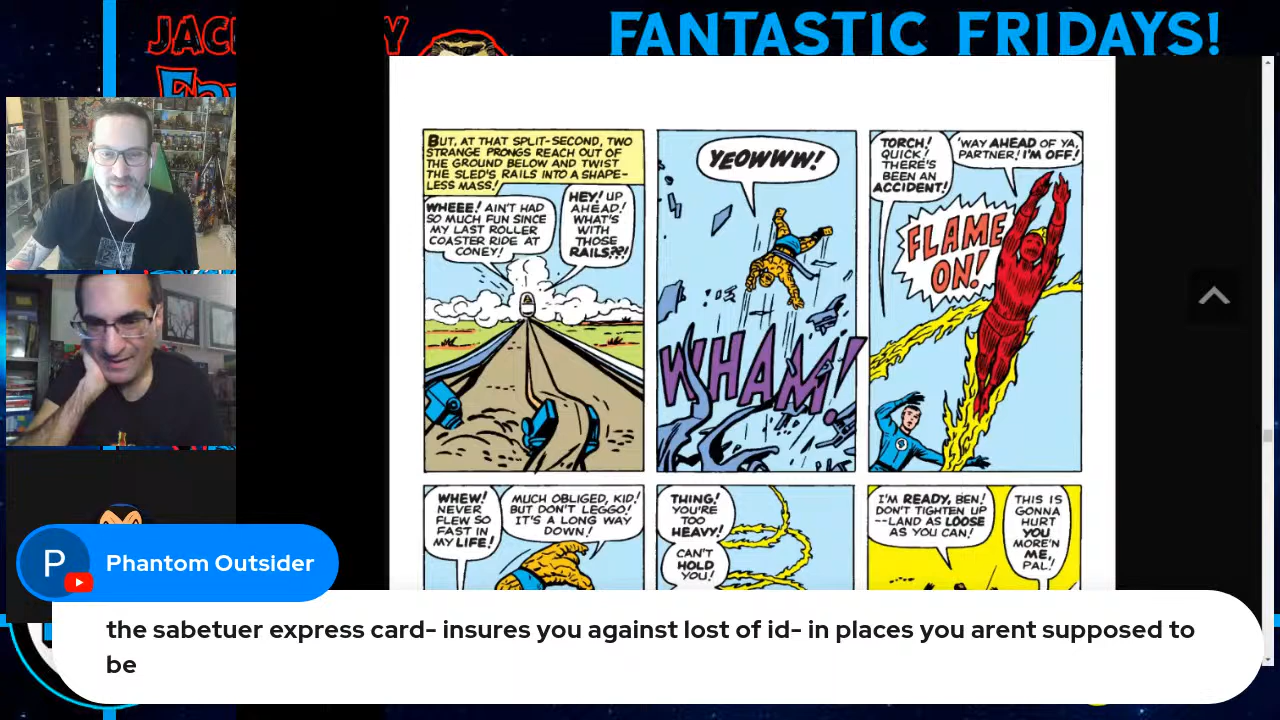 FANTASTIC FRIDAYS!
BUT, AT THAT SPLIT-SECOND, TWO
STRANGE PRONGS REACH OUT OF
THE GROUND BELOW AND TWIST
THE SLED'S RAILS INTO A SHAPE-
LESS MASS!
WHEEE! AIN'T HAD
SO MUCH FUN SINCE
MY LAST ROLLER
COASTER RIDE AT
CONEY!
HEY! UP
AHEAD!
WHAT'S
WITH
THOSE
RAILS??!
YEOWWW!
WHAM!
TORCH!
QUICK!
THERE'S
BEEN AN
ACCIDENT!
'WAY AHEAD OF YA,
PARTNER! I'M OFF!
FLAME
ON!
WHEW!
NEVER
FLEW SO
FAST IN
MY LIFE!
MUCH OBLIGED, KID!
BUT DON'T LEGGO!
IT'S A LONG WAY
DOWN!
THING!
YOU'RE
TOO
HEAVY!
CAN'T
HOLD
YOU!
I'M READY, BEN!
DON'T TIGHTEN UP
--LAND AS LOOSE
AS YOU CAN!
THIS IS
GONNA
HURT
YOU
MORE'N
ME,
PAL!
P
Phantom Outsider
the sabetuer express card- insures you against lost of id- in places you arent supposed to
be